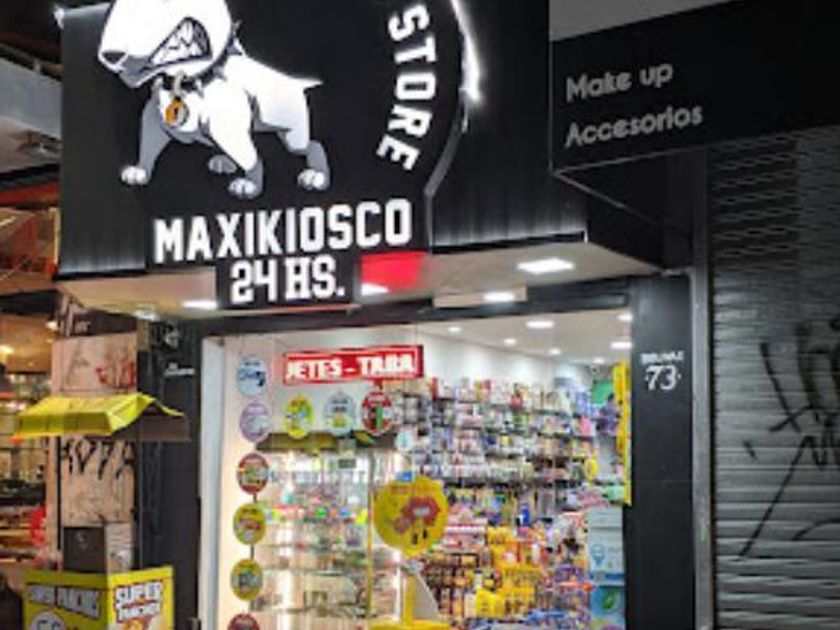 STORE
Make up
Accesorios
MAXIKIOSCO
24 HS.
JETES - TABA
73
SUPER PANCHOS
SUPER
PANCHOS